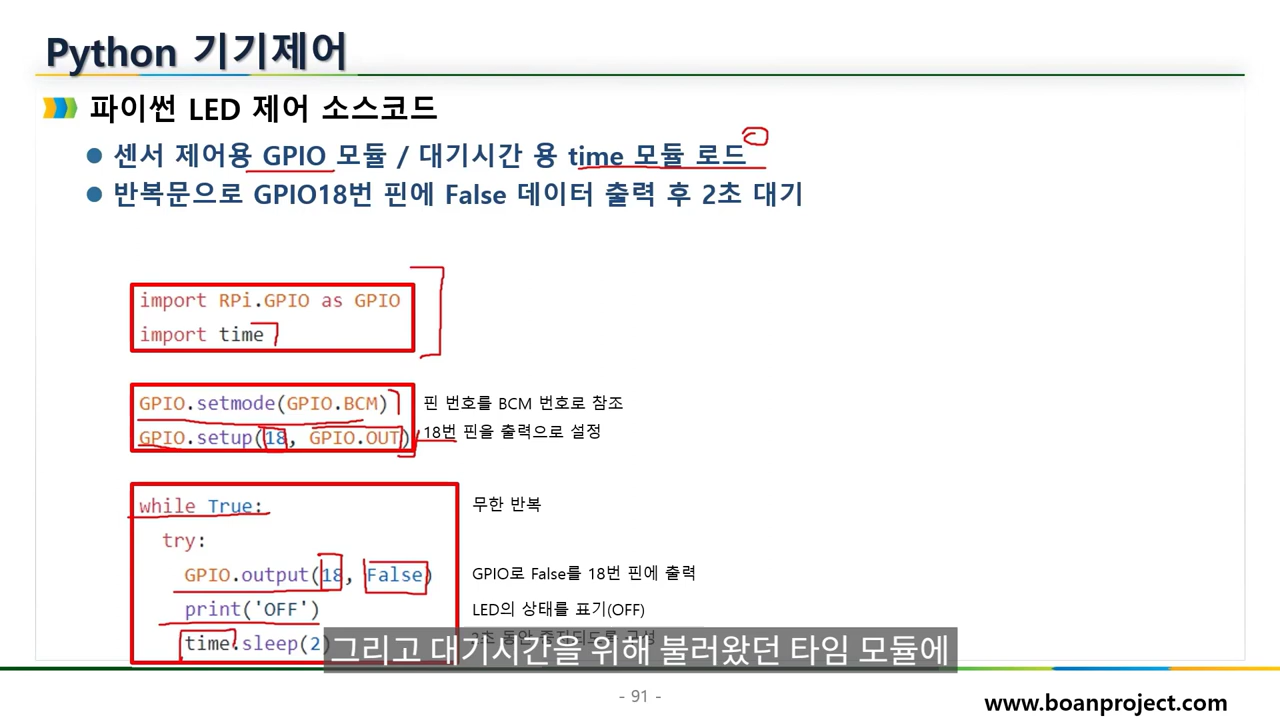 Python 기기제어
파이썬 LED 제어 소스코드
센서 제어용 GPIO 모듈 / 대기시간 용 time 모듈 로드
반복문으로 GPIO18번 핀에 False 데이터 출력 후 2초 대기
import RPi.GPIO as GPIO
import time
GPIO.setmode(GPIO.BCM) 핀 번호를 BCM 번호로 참조
GPIO.setup(18, GPIO.OUT) 18번 핀을 출력으로 설정
while True: 무한 반복
try:
GPIO.output(18, False) GPIO로 False를 18번 핀에 출력
print('OFF') LED의 상태를 표기(OFF)
time.sleep(2)
그리고 대기시간을 위해 불러왔던 타임 모듈에
- 91 -
www.boanproject.com